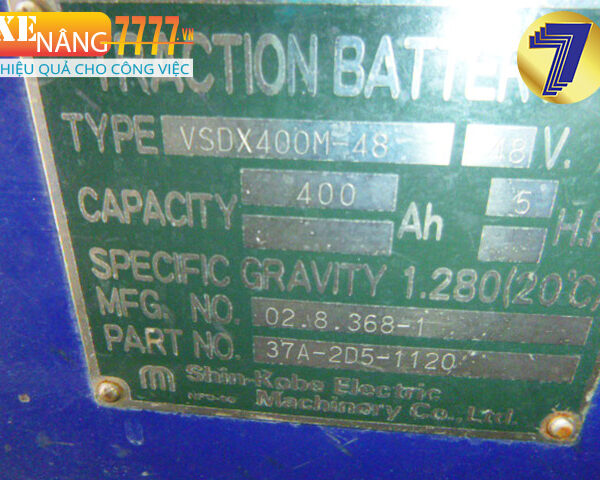 XE NÂNG7777.VN
HIỆU QUẢ CHO CÔNG VIỆC
7
TRACTION BATTER
TYPE VSDX400M-48 48 V.
CAPACITY 400 Ah 5 H.R
SPECIFIC GRAVITY 1.280(20℃
MFG. NO. 02.8.368-1
PART NO. 37A-2D5-1120
Shin-Kobe Electric
Machinery Co., Ltd.